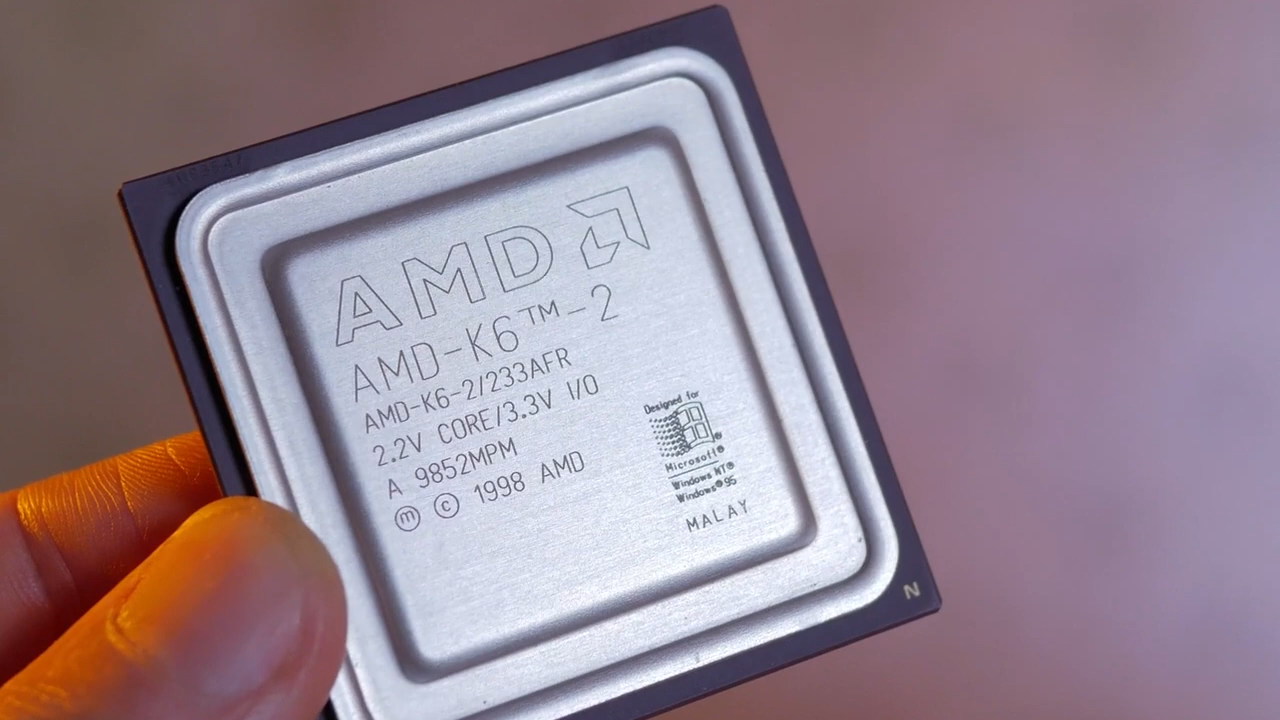 AMD
AMD-K6™-2
AMD-K6-2/233AFR
2.2V CORE/3.3V I/O
A 9852MPM
ⓜ © 1998 AMD
Designed for
Microsoft®
Windows NT®
Windows® 95
MALAY
N